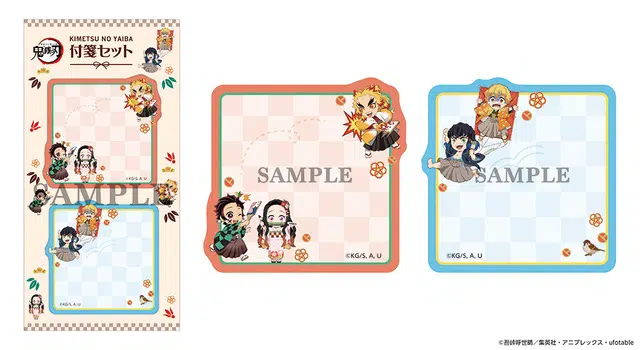 鬼滅の刃
KIMETSU NO YAIBA
付箋セット
©KG/S, A, U
SAMPLE
©KG/S, A, U
SAMPLE
©KG/S, A, U
SAMPLE
©KG/S, A, U
©吾峠呼世晴／集英社・アニプレックス・ufotable